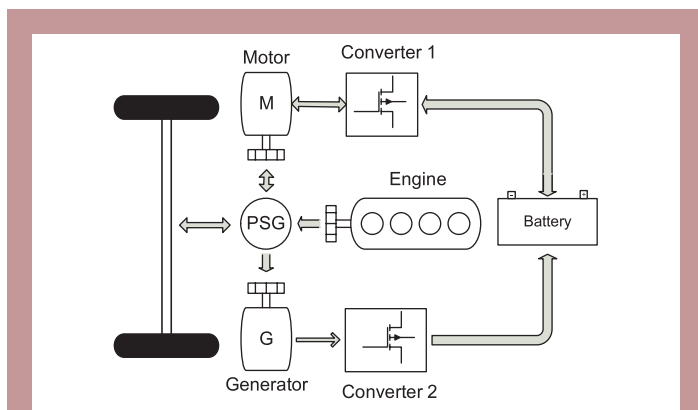 Motor
Converter 1
M
Engine
PSG
- +
Battery
G
Generator
Converter 2